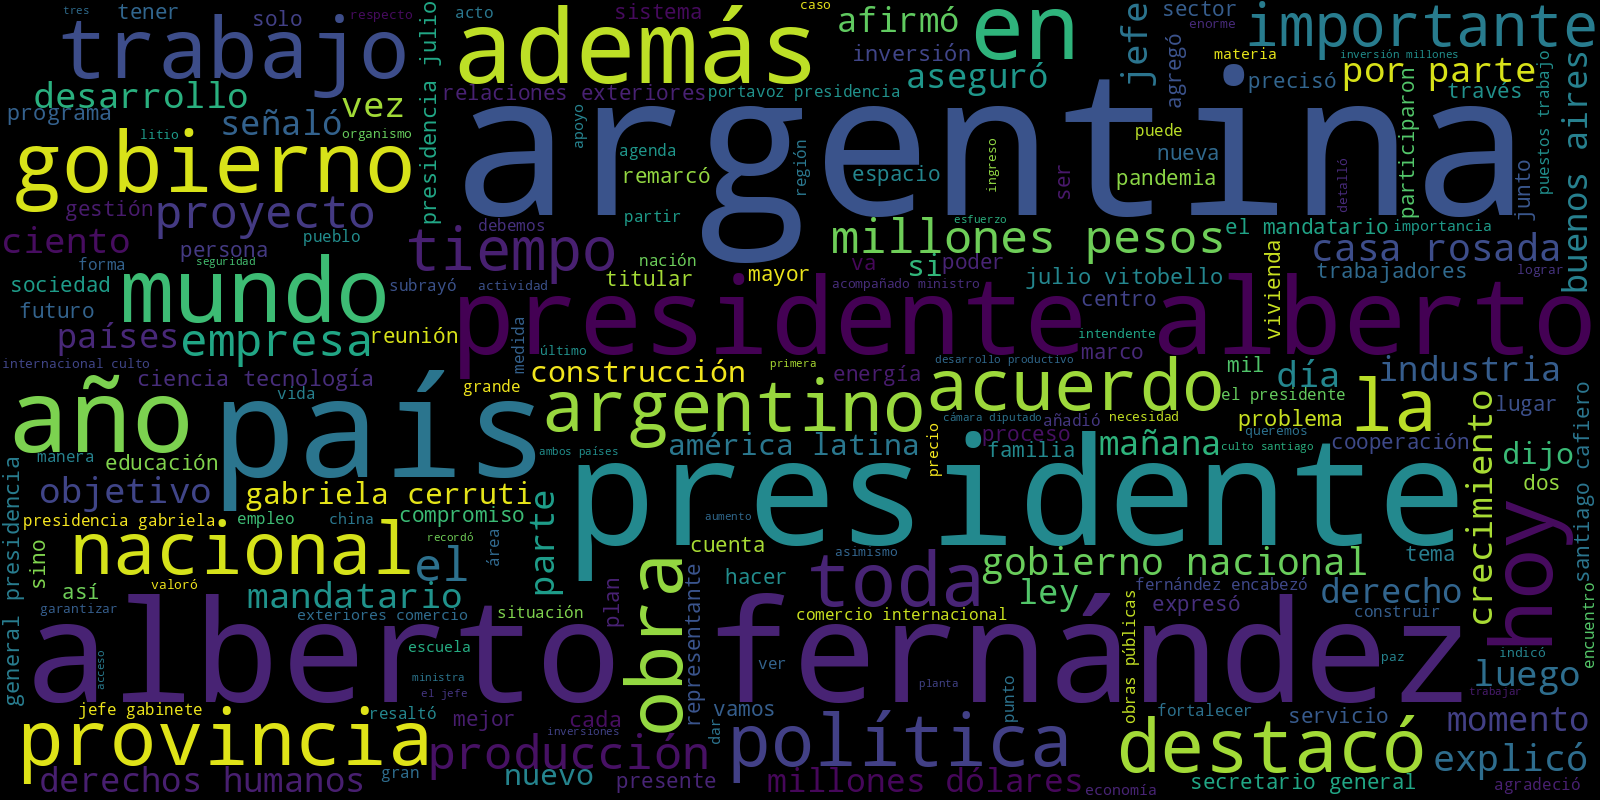 tres
tener
solo
respecto
acto
sistema
caso
afirmó
en
jefe
sector
enorme
importante
trabajo
presidencia julio
además
inversión
aseguró
agregó
materia
precisó
inversión millones
por parte
través
puestos trabajo
buenos aires
desarrollo
programa
vez
señaló
litio
organismo
relaciones exteriores
portavoz presidencia
argentina
gobierno
apoyo
agenda
remarcó
región
espacio
ingreso
puede
nueva
pandemia
ser
detalló
participaron
junto
gestión
proyecto
partir
debemos
esfuerzo
ciento
persona
pueblo
tiempo
nación
titular
mayor
millones pesos
va
si
poder
el mandatario
importancia
casa rosada
forma
seguridad
sociedad
mundo
subrayó
actividad
acompañado ministro
julio vitobello
centro
vivienda
trabajadores
lograr
futuro
países
empresa
reunión
presidente alberto
medida
intendente
marco
internacional culto
ciencia tecnología
último
construcción
primera
energía
desarrollo productivo
acuerdo
mil
día
industria
año
país
vida
grande
argentino
cámara diputado
añadió
necesidad
el presidente
problema
la
lugar
crecimiento
santiago cafiero
manera
educación
ambos países
américa latina
precio
proceso
familia
mañana
queremos
culto santiago
cooperación
dijo
dos
general presidencia
objetivo
gabriela cerruti
presidente
presidencia gabriela
empleo
china
compromiso
parte
aumento
hoy
sino
nacional
recordó
el
área
cuenta
asimismo
gobierno nacional
tema
así
valoró
mandatario
plan
obra
hacer
toda
ley
fernández encabezó
derecho
garantizar
exteriores comercio
situación
representante
comercio internacional
obras públicas
expresó
construir
encuentro
alberto fernández
escuela
acceso
ministra
el jefe
ver
planta
paz
indicó
luego
trabajar
jefe gabinete
resaltó
mejor
cada
inversiones
vamos
dar
punto
fortalecer
servicio
momento
provincia
producción
política
destacó
explicó
derechos humanos
gran
nuevo
presente
millones dólares
economía
secretario general
agradeció